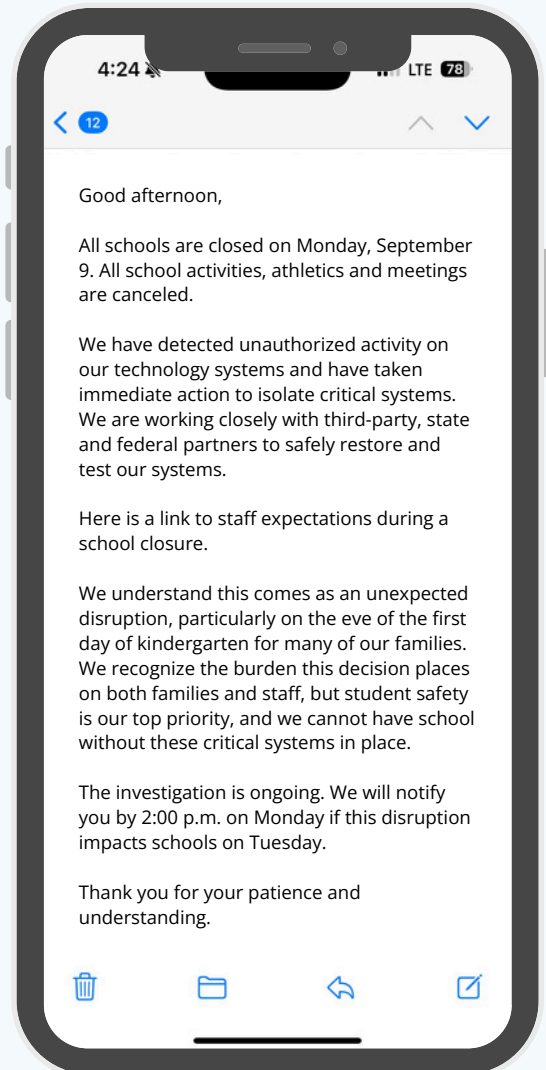 4:24
LTE 78
12
Good afternoon,
All schools are closed on Monday, September
9. All school activities, athletics and meetings
are canceled.
We have detected unauthorized activity on
our technology systems and have taken
immediate action to isolate critical systems.
We are working closely with third-party, state
and federal partners to safely restore and
test our systems.
Here is a link to staff expectations during a
school closure.
We understand this comes as an unexpected
disruption, particularly on the eve of the first
day of kindergarten for many of our families.
We recognize the burden this decision places
on both families and staff, but student safety
is our top priority, and we cannot have school
without these critical systems in place.
The investigation is ongoing. We will notify
you by 2:00 p.m. on Monday if this disruption
impacts schools on Tuesday.
Thank you for your patience and
understanding.